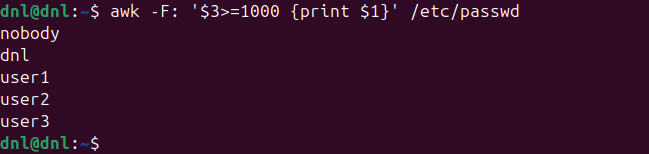 dnl@dnl:~$ awk -F: '$3>=1000 {print $1}' /etc/passwd
nobody
dnl
user1
user2
user3
dnl@dnl:~$